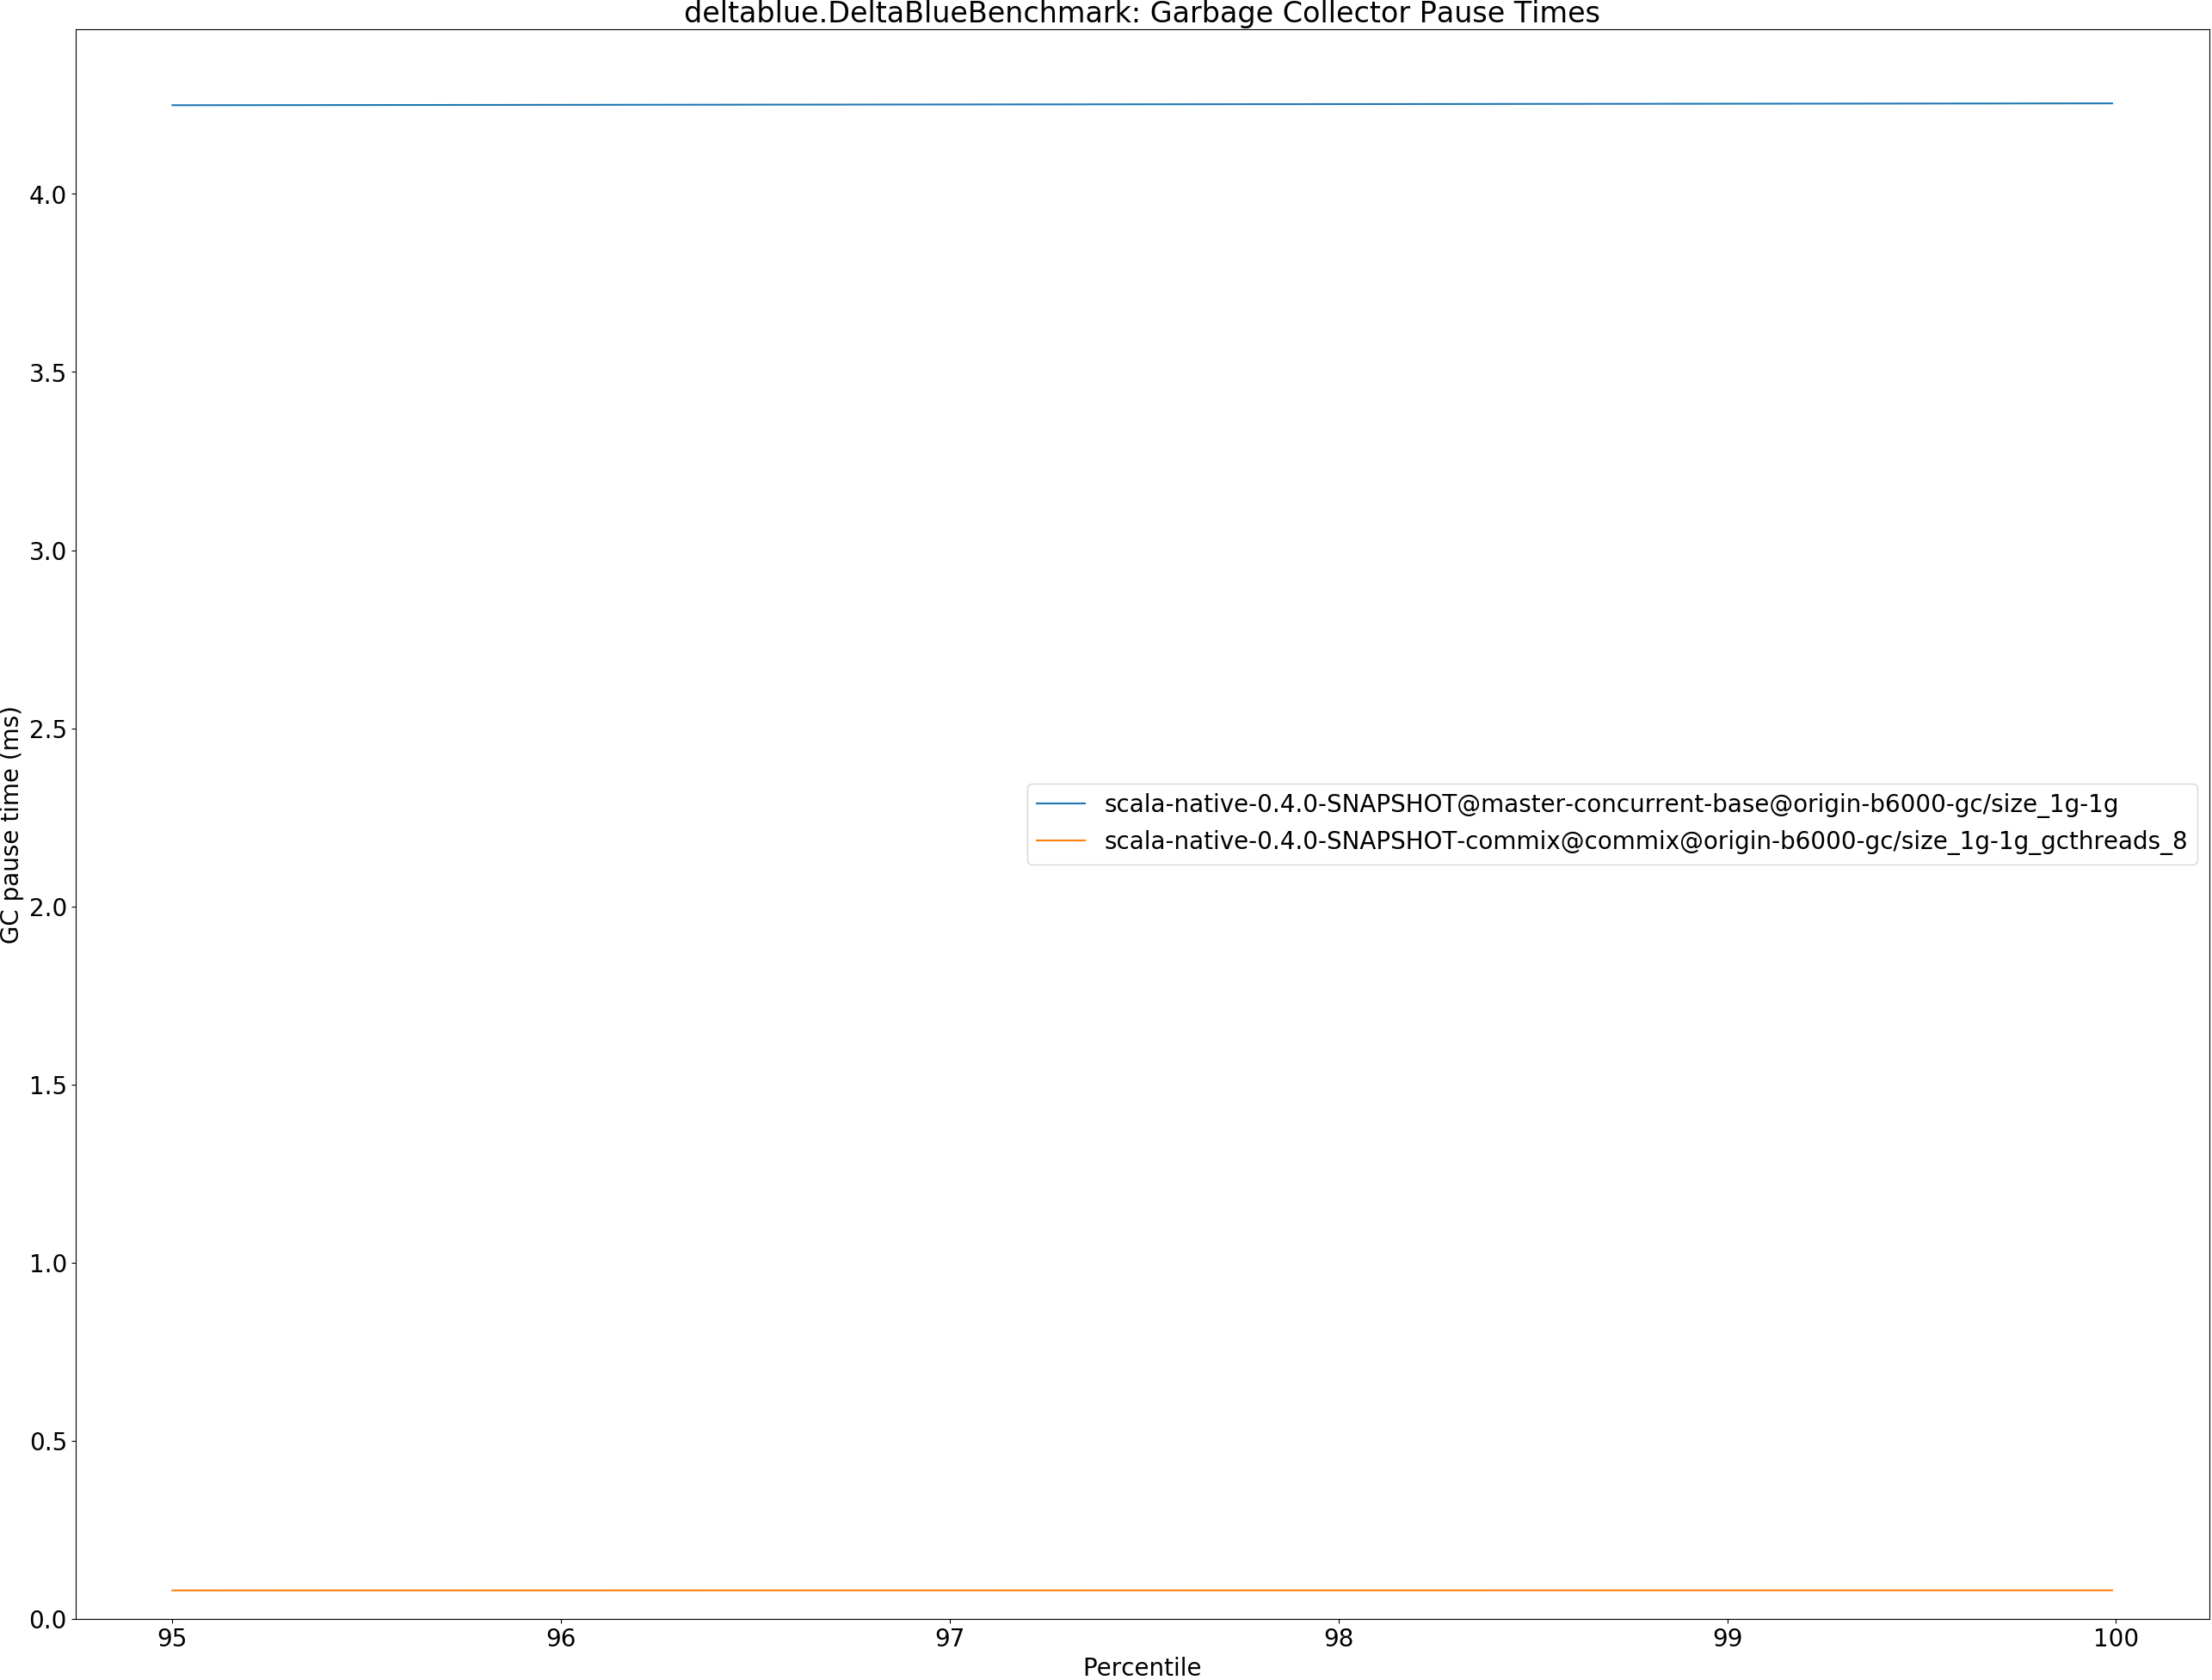 deltablue.DeltaBlueBenchmark: Garbage Collector Pause Times
GC pause time (ms)
4.0
3.5
3.0
2.5
2.0
1.5
1.0
0.5
0.0
scala-native-0.4.0-SNAPSHOT@master-concurrent-base@origin-b6000-gc/size_1g-1g
scala-native-0.4.0-SNAPSHOT-commix@commix@origin-b6000-gc/size_1g-1g_gcthreads_8
95 96 97 98 99 100
Percentile